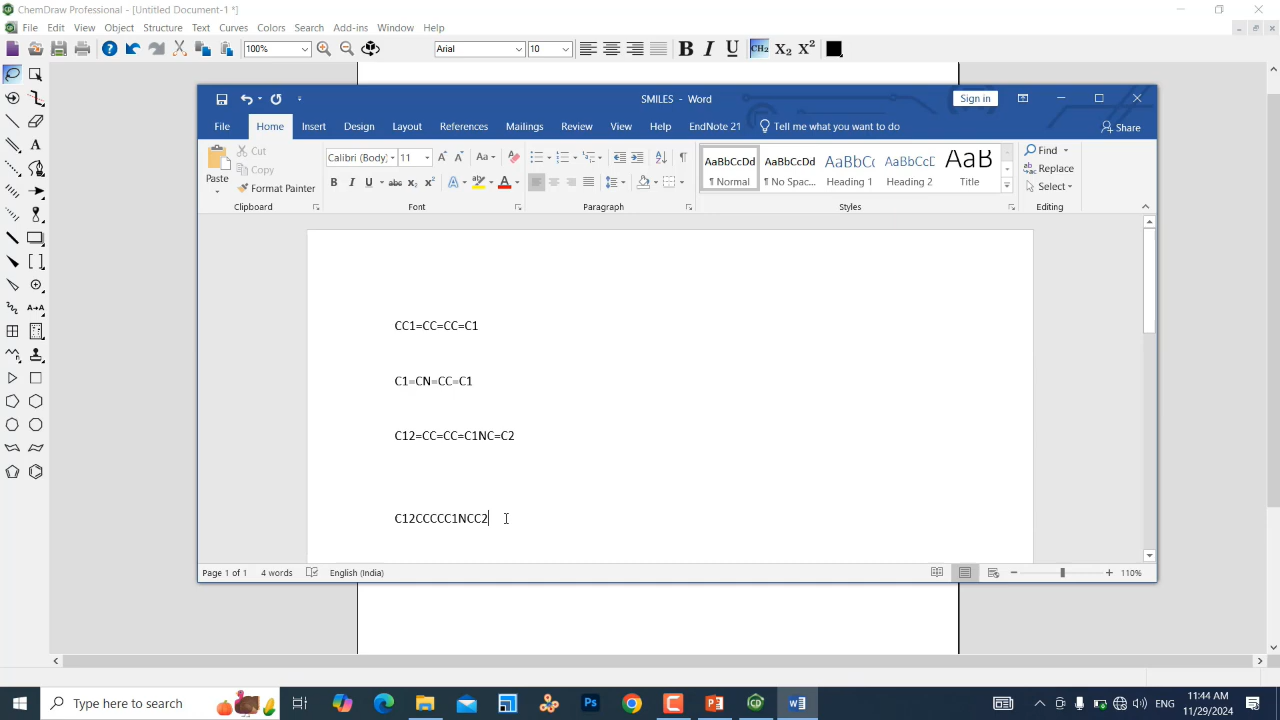 ChemDraw Professional - [Untitled Document-1 *]
File Edit View Object Structure Text Curves Colors Search Add-ins Window Help
100% Arial 10 B I U CH2 X2 X2
SMILES - Word
Sign in
File Home Insert Design Layout References Mailings Review View Help EndNote 21 Tell me what you want to do Share
Paste Cut Copy Format Painter
Calibri (Body) 11
AaBbCcDd ¶ Normal
AaBbCcDd ¶ No Spac...
AaBbCc Heading 1
AaBbCcD Heading 2
AaB Title
Find Replace Select
Clipboard Font Paragraph Styles Editing
CC1=CC=CC=C1
C1=CN=CC=C1
C12=CC=CC=C1NC=C2
C12CCCCC1NCC2
Page 1 of 1 4 words English (India) 110%
Type here to search
ENG
11:44 AM
11/29/2024